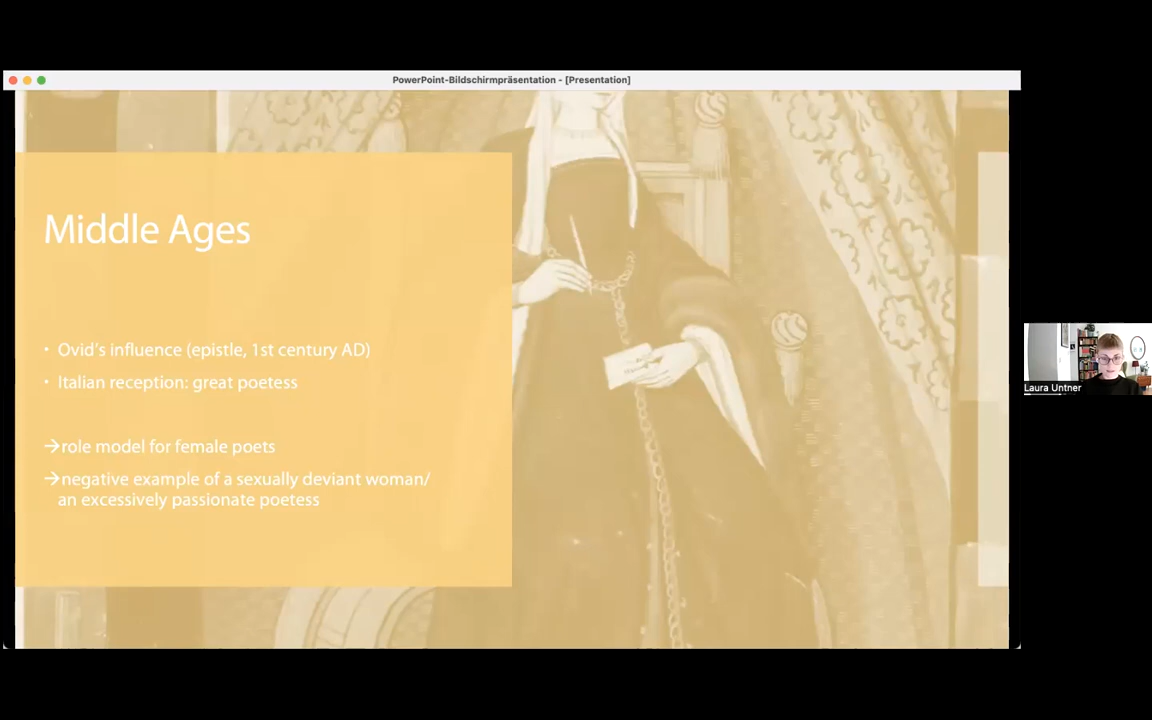 PowerPoint-Bildschirmpräsentation - [Presentation]
Middle Ages
• Ovid's influence (epistle, 1st century AD)
• Italian reception: great poetess
→role model for female poets
→negative example of a sexually deviant woman/
an excessively passionate poetess
Laura Untner